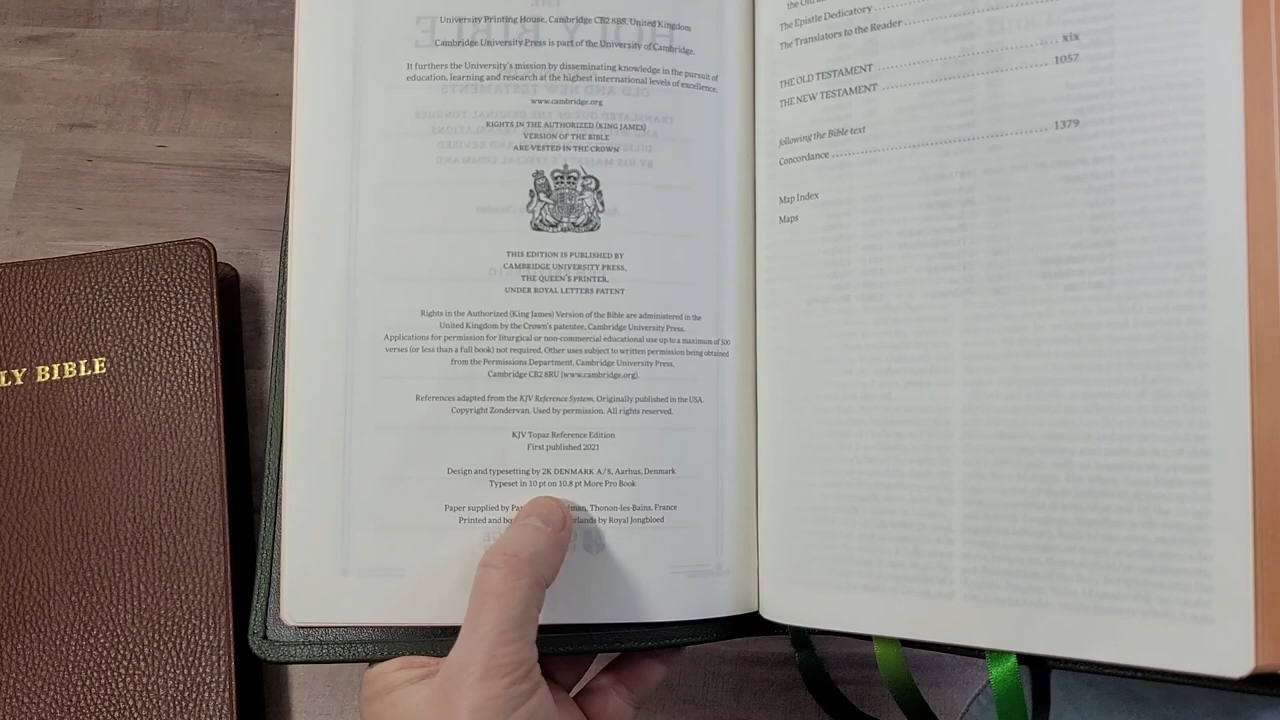 LY BIBLE
University Printing House, Cambridge CB2 8BS, United Kingdom
Cambridge University Press is part of the University of Cambridge.
It furthers the University's mission by disseminating knowledge in the pursuit of
education, learning and research at the highest international levels of excellence.
www.cambridge.org
RIGHTS IN THE AUTHORIZED (KING JAMES)
VERSION OF THE BIBLE
ARE VESTED IN THE CROWN
THIS EDITION IS PUBLISHED BY
CAMBRIDGE UNIVERSITY PRESS,
THE QUEEN'S PRINTER,
UNDER ROYAL LETTERS PATENT
Rights in the Authorized (King James) Version of the Bible are administered in the
United Kingdom by the Crown's patentee, Cambridge University Press.
Applications for permission for liturgical or non-commercial educational use up to a maximum of 500
verses (or less than a full book) not required. Other uses subject to written permission being obtained
from the Permissions Department, Cambridge University Press,
Cambridge CB2 8RU (www.cambridge.org).
References adapted from the KJV Reference System. Originally published in the USA.
Copyright Zondervan. Used by permission. All rights reserved.
KJV Topaz Reference Edition
First published 2021
Design and typesetting by 2K DENMARK A/S, Aarhus, Denmark
Typeset in 10 pt on 10.8 pt More Pro Book
Paper supplied by Thonon-les-Bains, France
Printed and by Royal Jongbloed
the Old
The Epistle Dedicatory
The Translators to the Reader
xix
THE OLD TESTAMENT 1057
THE NEW TESTAMENT
following the Bible text
Concordance 1379
Map Index
Maps